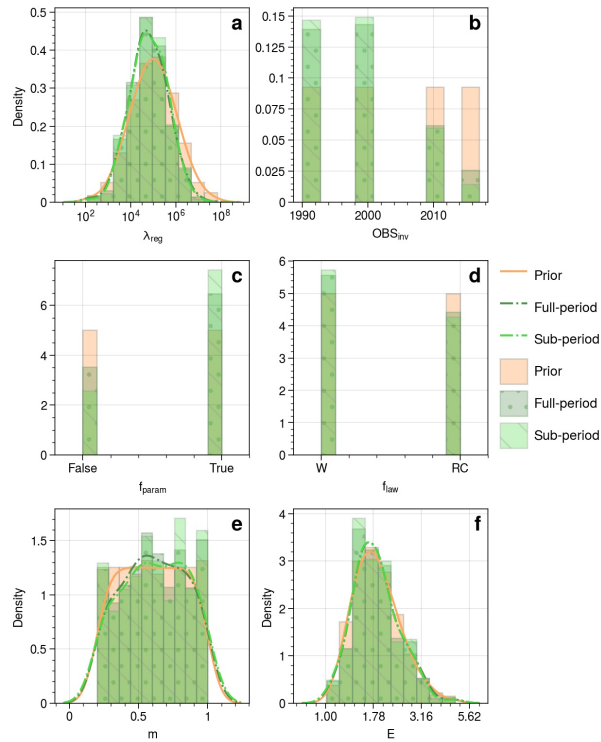 a
0.5
0.4
0.3
0.2
0.1
0
Density
10² 10⁴ 10⁶ 10⁸
λreg
b
0.15
0.125
0.1
0.075
0.05
0.025
0
1990 2000 2010
OBSinv
c
6
4
2
0
False True
fparam
d
6
5
4
3
2
1
0
W RC
flaw
Prior
Full-period
Sub-period
Prior
Full-period
Sub-period
e
1.5
1
0.5
0
Density
0 0.5 1
m
f
4
3
2
1
0
Density
1.00 1.78 3.16 5.62
E